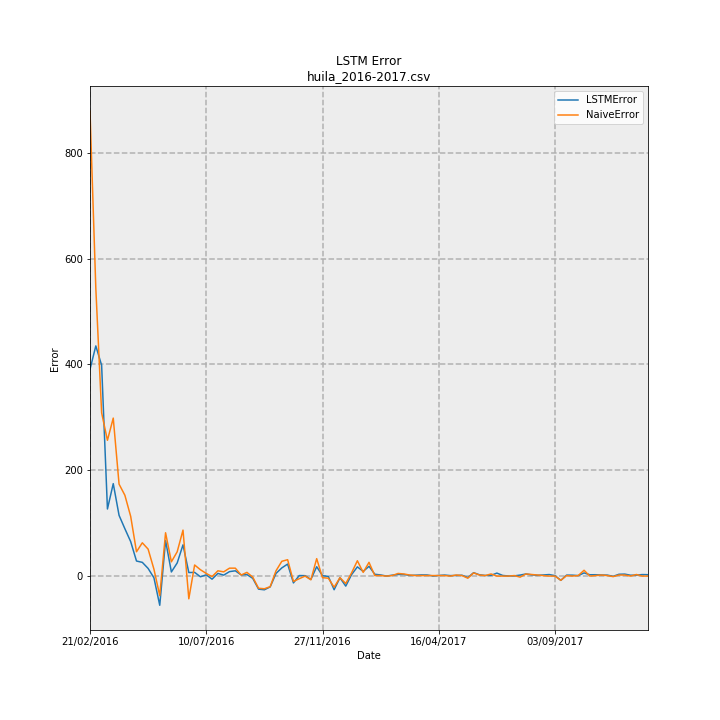 LSTM Error
huila_2016-2017.csv
LSTMError
NaiveError
800
600
400
200
0
Error
21/02/2016
10/07/2016
27/11/2016
16/04/2017
03/09/2017
Date